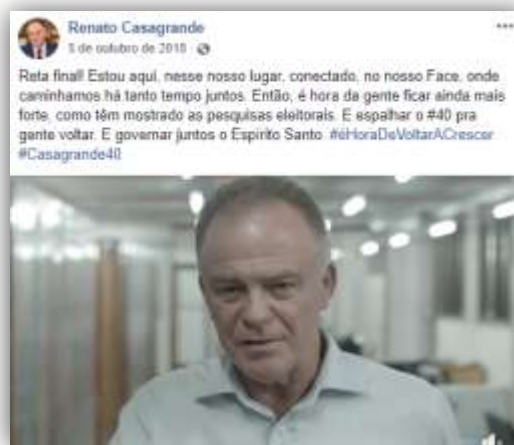 Renato Casagrande
5 de outubro de 2018
Reta final! Estou aqui, nesse nosso lugar, conectado, no nosso Face, onde
caminhamos há tanto tempo juntos. Então, é hora da gente ficar ainda mais
forte, como têm mostrado as pesquisas eleitorais. E espalhar o #40 pra
gente voltar. E governar juntos o Espírito Santo. #éHoraDeVoltarACrescer
#Casagrande40